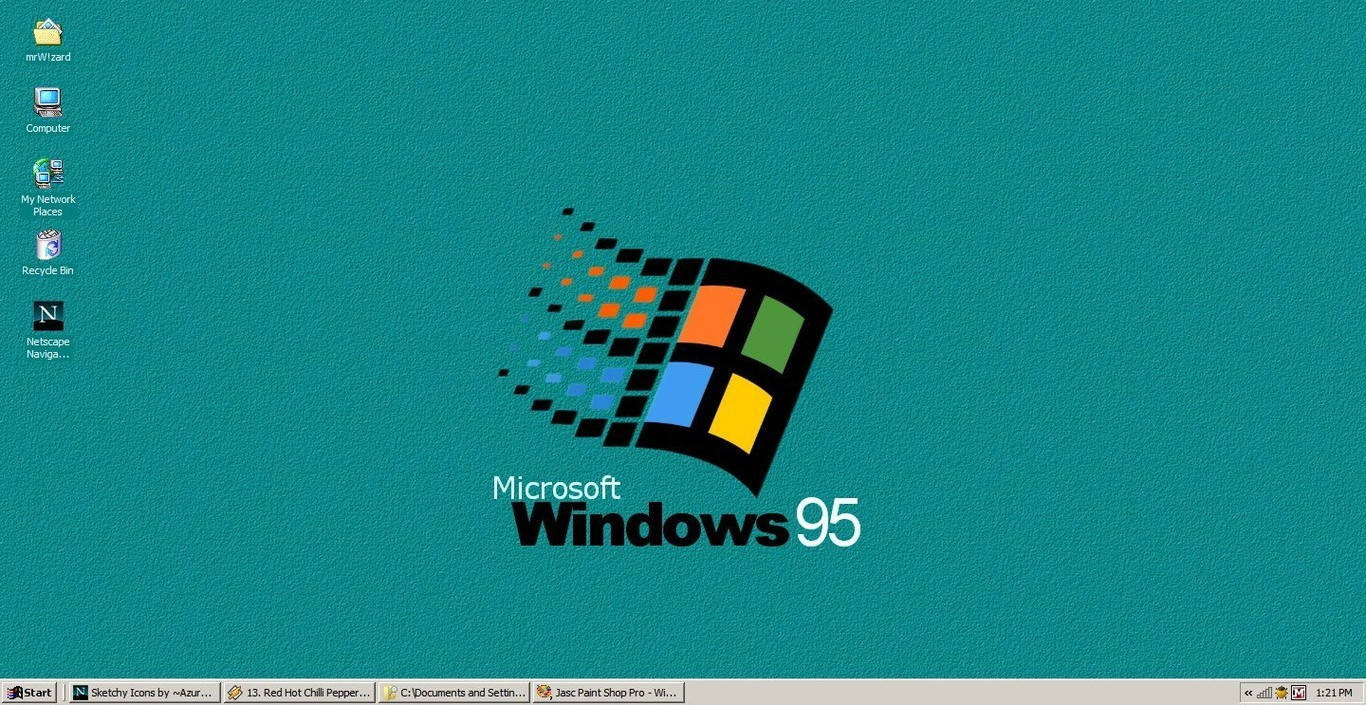 mrW!zard
Computer
My Network
Places
Recycle Bin
N
Netscape
Naviga...
Microsoft
Windows 95
Start
N
Sketchy Icons by ~Azur...
13. Red Hot Chilli Pepper...
C:\Documents and Settin...
Jasc Paint Shop Pro - Wi...
«
M
1:21 PM